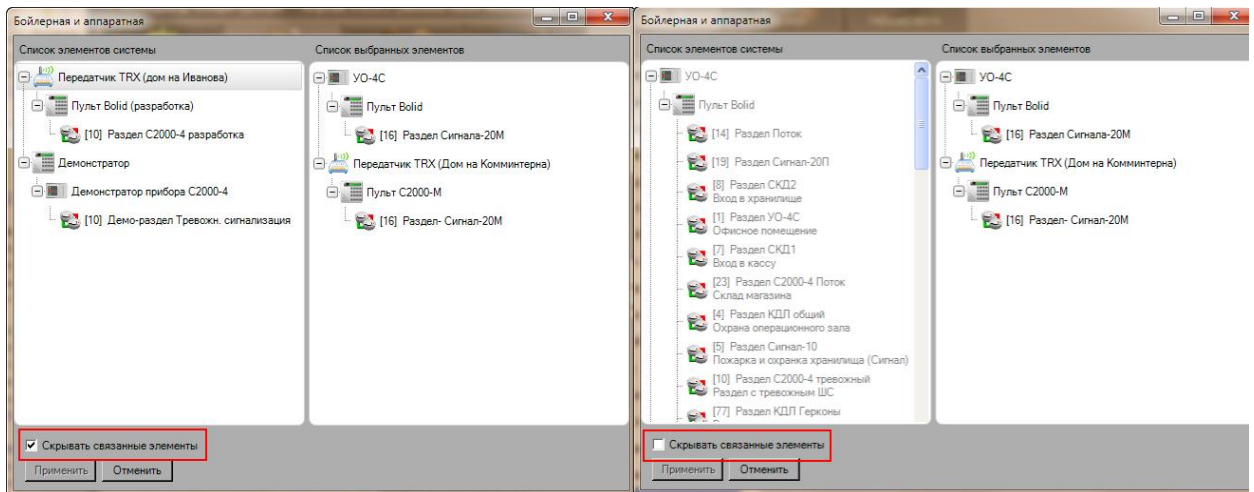 Бойлерная и аппаратная
Список элементов системы
Список выбранных элементов
Передатчик TRX (дом на Иванова)
Пульт Bolid (разработка)
[10] Раздел С2000-4 разработка
Демонстратор
Демонстратор прибора С2000-4
[10] Демо-раздел Тревожн. сигнализация
УО-4С
Пульт Bolid
[16] Раздел Сигнала-20М
Передатчик TRX (Дом на Комминтерна)
Пульт С2000-М
[16] Раздел- Сигнал-20М
Скрывать связанные элементы
Применить
Отменить
Бойлерная и аппаратная
Список элементов системы
Список выбранных элементов
УО-4С
Пульт Bolid
[14] Раздел Поток
[19] Раздел Сигнал-20П
[8] Раздел СКД2
Вход в хранилище
[1] Раздел УО-4С
Офисное помещение
[7] Раздел СКД1
Вход в кассу
[23] Раздел С2000-4 Поток
Склад магазина
[4] Раздел КДЛ общий
Охрана операционного зала
[5] Раздел Сигнал-10
Пожарка и охранка хранилища (Сигнал)
[10] Раздел С2000-4 тревожный
Раздел с тревожным ШС
[77] Раздел КДЛ Герконы
УО-4С
Пульт Bolid
[16] Раздел Сигнала-20М
Передатчик TRX (Дом на Комминтерна)
Пульт С2000-М
[16] Раздел- Сигнал-20М
Скрывать связанные элементы
Применить
Отменить